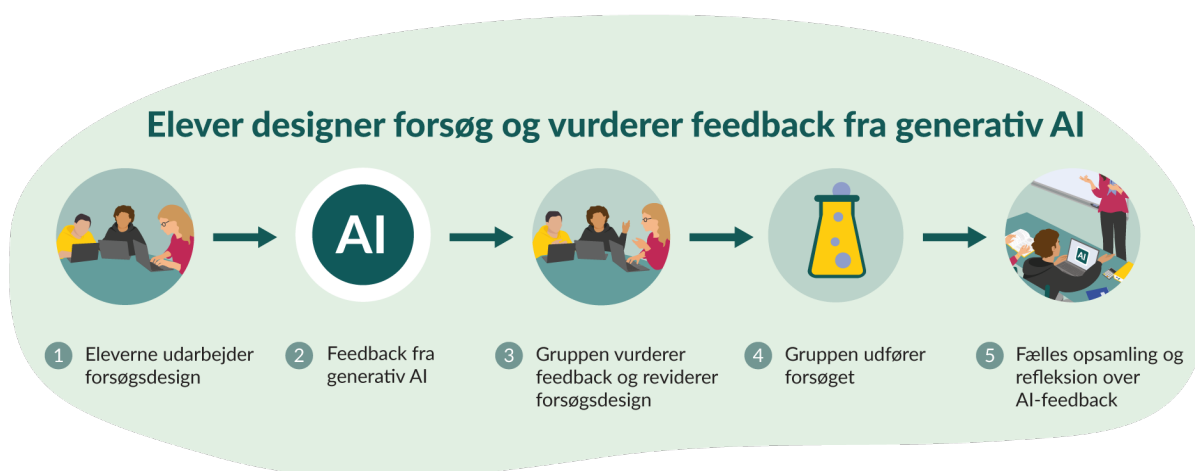 Elever designer forsøg og vurderer feedback fra generativ AI
AI
AI
1 Eleverne udarbejder
forsøgsdesign
2 Feedback fra
generativ AI
3 Gruppen vurderer
feedback og reviderer
forsøgsdesign
4 Gruppen udfører
forsøget
5 Fælles opsamling og
refleksion over
AI-feedback